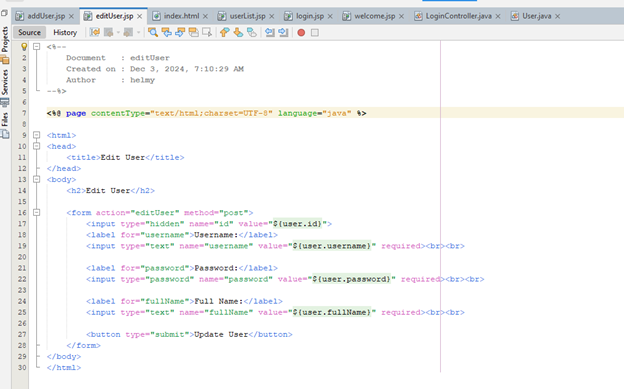 addUser.jsp editUser.jsp index.html userList.jsp login.jsp welcome.jsp LoginController.java User.java
Source History
Projects
Services
Files
<%--
2 Document : editUser
3 Created on : Dec 3, 2024, 7:10:29 AM
4 Author : helmy
5 --%>
6
7 <%@ page contentType="text/html;charset=UTF-8" language="java" %>
8
9 <html>
10 <head>
11 <title>Edit User</title>
12 </head>
13 <body>
14 <h2>Edit User</h2>
15
16 <form action="editUser" method="post">
17 <input type="hidden" name="id" value="${user.id}">
18 <label for="username">Username:</label>
19 <input type="text" name="username" value="${user.username}" required><br><br>
20
21 <label for="password">Password:</label>
22 <input type="password" name="password" value="${user.password}" required><br><br>
23
24 <label for="fullName">Full Name:</label>
25 <input type="text" name="fullName" value="${user.fullName}" required><br><br>
26
27 <button type="submit">Update User</button>
28 </form>
29 </body>
30 </html>